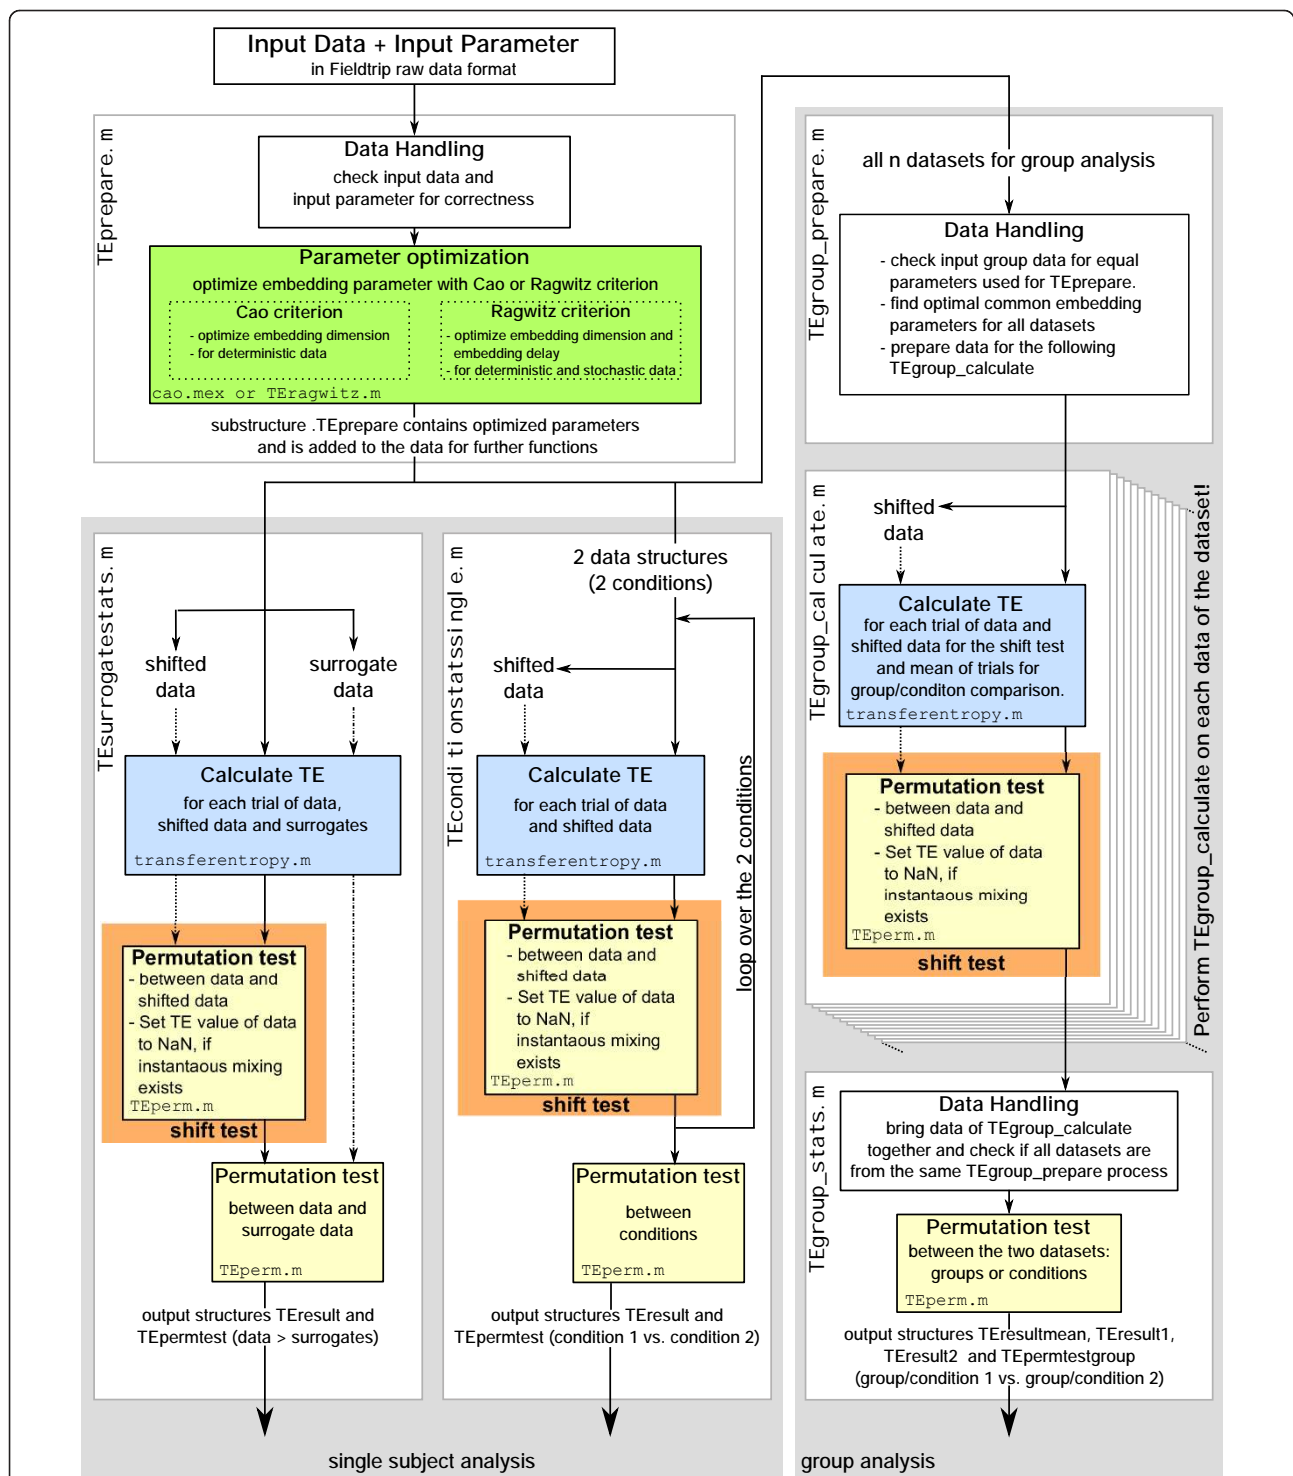 Input Data + Input Parameter
in Fieldtrip raw data format
TEprepare.m
Data Handling
check input data and
input parameter for correctness
Parameter optimization
optimize embedding parameter with Cao or Ragwitz criterion
Cao criterion
- optimize embedding dimension
- for deterministic data
Ragwitz criterion
- optimize embedding dimension and
embedding delay
- for deterministic and stochastic data
cao.mex or TEragwitz.m
substructure .TEprepare contains optimized parameters
and is added to the data for further functions
TEsurrogatestats.m
shifted
data
surrogate
data
Calculate TE
for each trial of data,
shifted data and surrogates
transferentropy.m
Permutation test
- between data and
shifted data
- Set TE value of data
to NaN, if
instantaous mixing
exists
TEperm.m
shift test
Permutation test
between data and
surrogate data
TEperm.m
output structures TEresult and
TEpermtest (data > surrogates)
TEconditionstatssingle.m
2 data structures
(2 conditions)
shifted
data
Calculate TE
for each trial of data
and shifted data
transferentropy.m
Permutation test
- between data and
shifted data
- Set TE value of data
to NaN, if
instantaous mixing
exists
TEperm.m
shift test
loop over the 2 conditions
Permutation test
between
conditions
TEperm.m
output structures TEresult and
TEpermtest (condition 1 vs. condition 2)
single subject analysis
TEgroup_prepare.m
all n datasets for group analysis
Data Handling
- check input group data for equal
parameters used for TEprepare.
- find optimal common embedding
parameters for all datasets
- prepare data for the following
TEgroup_calculate
TEgroup_calculate.m
shifted
data
Calculate TE
for each trial of data and
shifted data for the shift test
and mean of trials for
group/conditon comparison.
transferentropy.m
Permutation test
- between data and
shifted data
- Set TE value of data
to NaN, if
instantaous mixing
exists
TEperm.m
shift test
Perform TEgroup_calculate on each data of the dataset!
TEgroup_stats.m
Data Handling
bring data of TEgroup_calculate
together and check if all datasets are
from the same TEgroup_prepare process
Permutation test
between the two datasets:
groups or conditions
TEperm.m
output structures TEresultmean, TEresult1,
TEresult2 and TEpermtestgroup
(group/condition 1 vs. group/condition 2)
group analysis